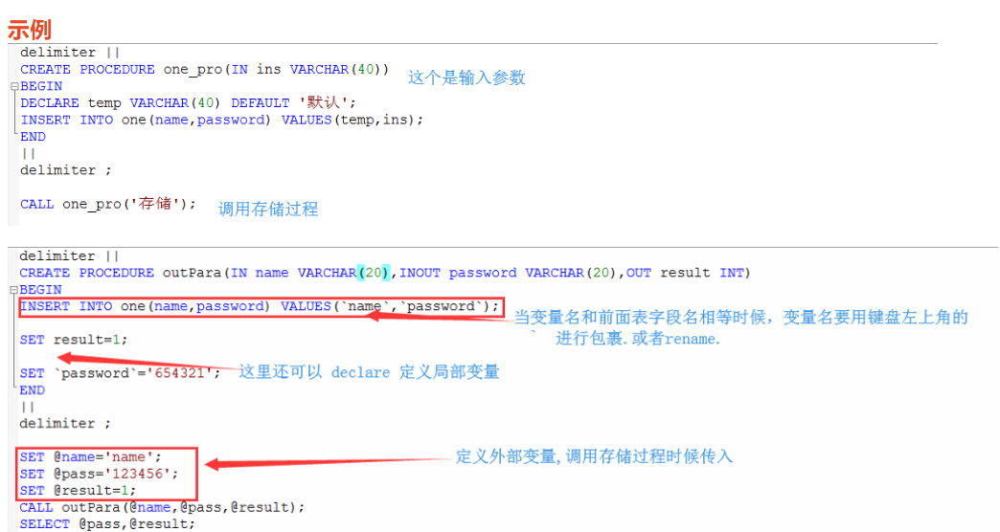 示例
delimiter ||
CREATE PROCEDURE one_pro(IN ins VARCHAR(40))
这个是输入参数
BEGIN
DECLARE temp VARCHAR(40) DEFAULT '默认';
INSERT INTO one(name,password) VALUES(temp,ins);
END
||
delimiter ;
CALL one_pro('存储');
调用存储过程
delimiter ||
CREATE PROCEDURE outPara(IN name VARCHAR(20),INOUT password VARCHAR(20),OUT result INT)
BEGIN
INSERT INTO one(name,password) VALUES(`name`,`password`);
当变量名和前面表字段名相等时候，变量名要用键盘左上角的
` 进行包裹.或者rename.
SET result=1;
SET `password`='654321';
这里还可以 declare 定义局部变量
END
||
delimiter ;
SET @name='name';
定义外部变量,调用存储过程时候传入
SET @pass='123456';
SET @result=1;
CALL outPara(@name,@pass,@result);
SELECT @pass,@result;